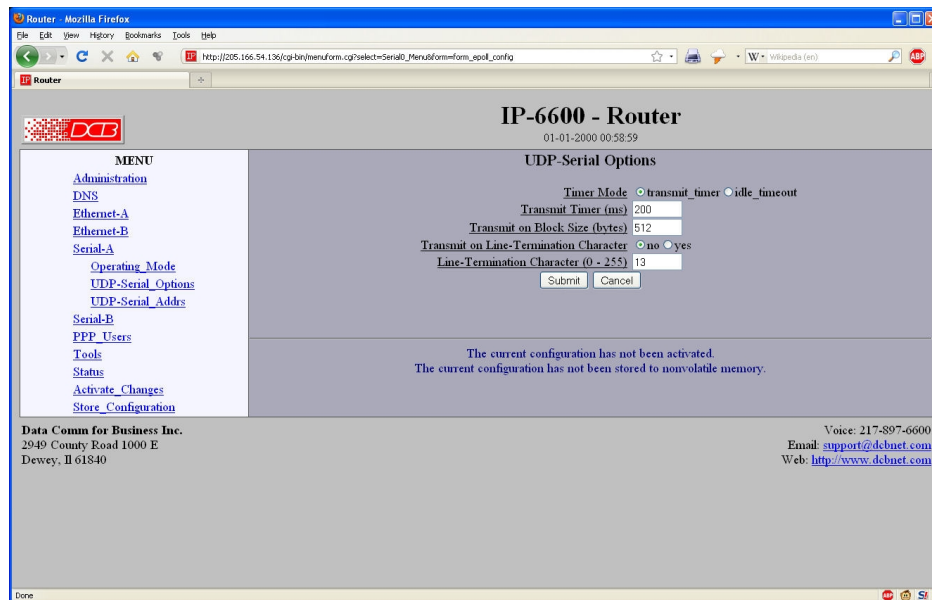 Router - Mozilla Firefox
File Edit View History Bookmarks Tools Help
IP http://205.166.54.136/cgi-bin/menuform.cgi?select=Serial0_Menu&form=form_epoll_config W Wikipedia (en) ABP
IP Router
DCB
IP-6600 - Router
01-01-2000 00:58:59
MENU
Administration
DNS
Ethernet-A
Ethernet-B
Serial-A
Operating_Mode
UDP-Serial_Options
UDP-Serial_Addrs
Serial-B
PPP_Users
Tools
Status
Activate_Changes
Store_Configuration
UDP-Serial Options
Timer Mode transmit_timer idle_timeout
Transmit Timer (ms) 200
Transmit on Block Size (bytes) 512
Transmit on Line-Termination Character no yes
Line-Termination Character (0 - 255) 13
Submit Cancel
The current configuration has not been activated.
The current configuration has not been stored to nonvolatile memory.
Data Comm for Business Inc.
2949 County Road 1000 E
Dewey, Il 61840
Voice: 217-897-6600
Email: support@dcbnet.com
Web: http://www.dcbnet.com
Done ABP S!